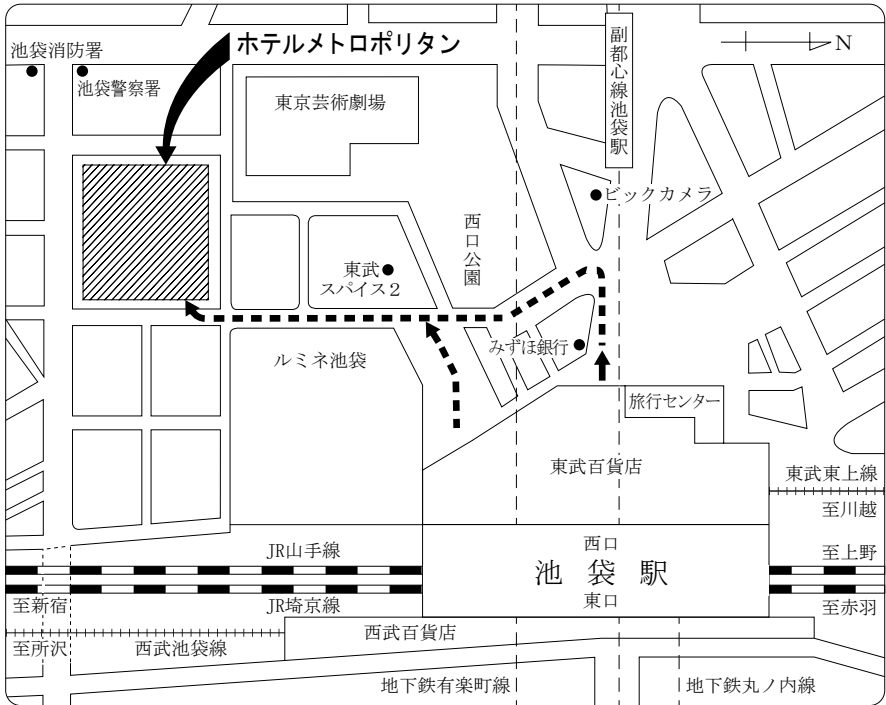 ホテルメトロポリタン
N
副都心線池袋駅
池袋消防署
池袋警察署
東京芸術劇場
ビックカメラ
西口公園
東武
スパイス2
みずほ銀行
ルミネ池袋
旅行センター
東武百貨店
東武東上線
至川越
JR山手線
西口
池袋駅
東口
至上野
至新宿
JR埼京線
至赤羽
西武百貨店
至所沢
西武池袋線
地下鉄有楽町線
地下鉄丸ノ内線